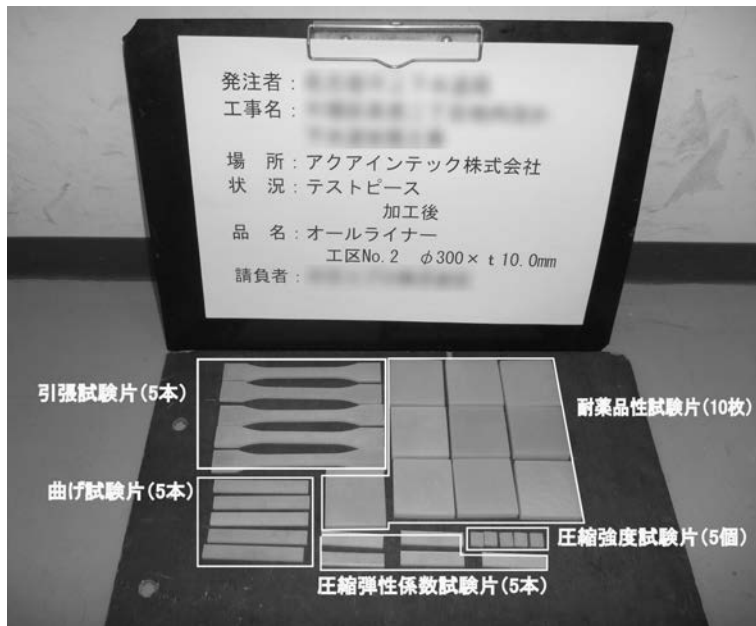 発注者：
工事名：
場　所：アクアインテック株式会社
状　況：テストピース
加工後
品　名：オールライナー
工区No.2　φ300×ｔ10.0mm
請負者：
引張試験片(5本)
耐薬品性試験片(10枚)
曲げ試験片(5本)
圧縮強度試験片(5個)
圧縮弾性係数試験片(5本)